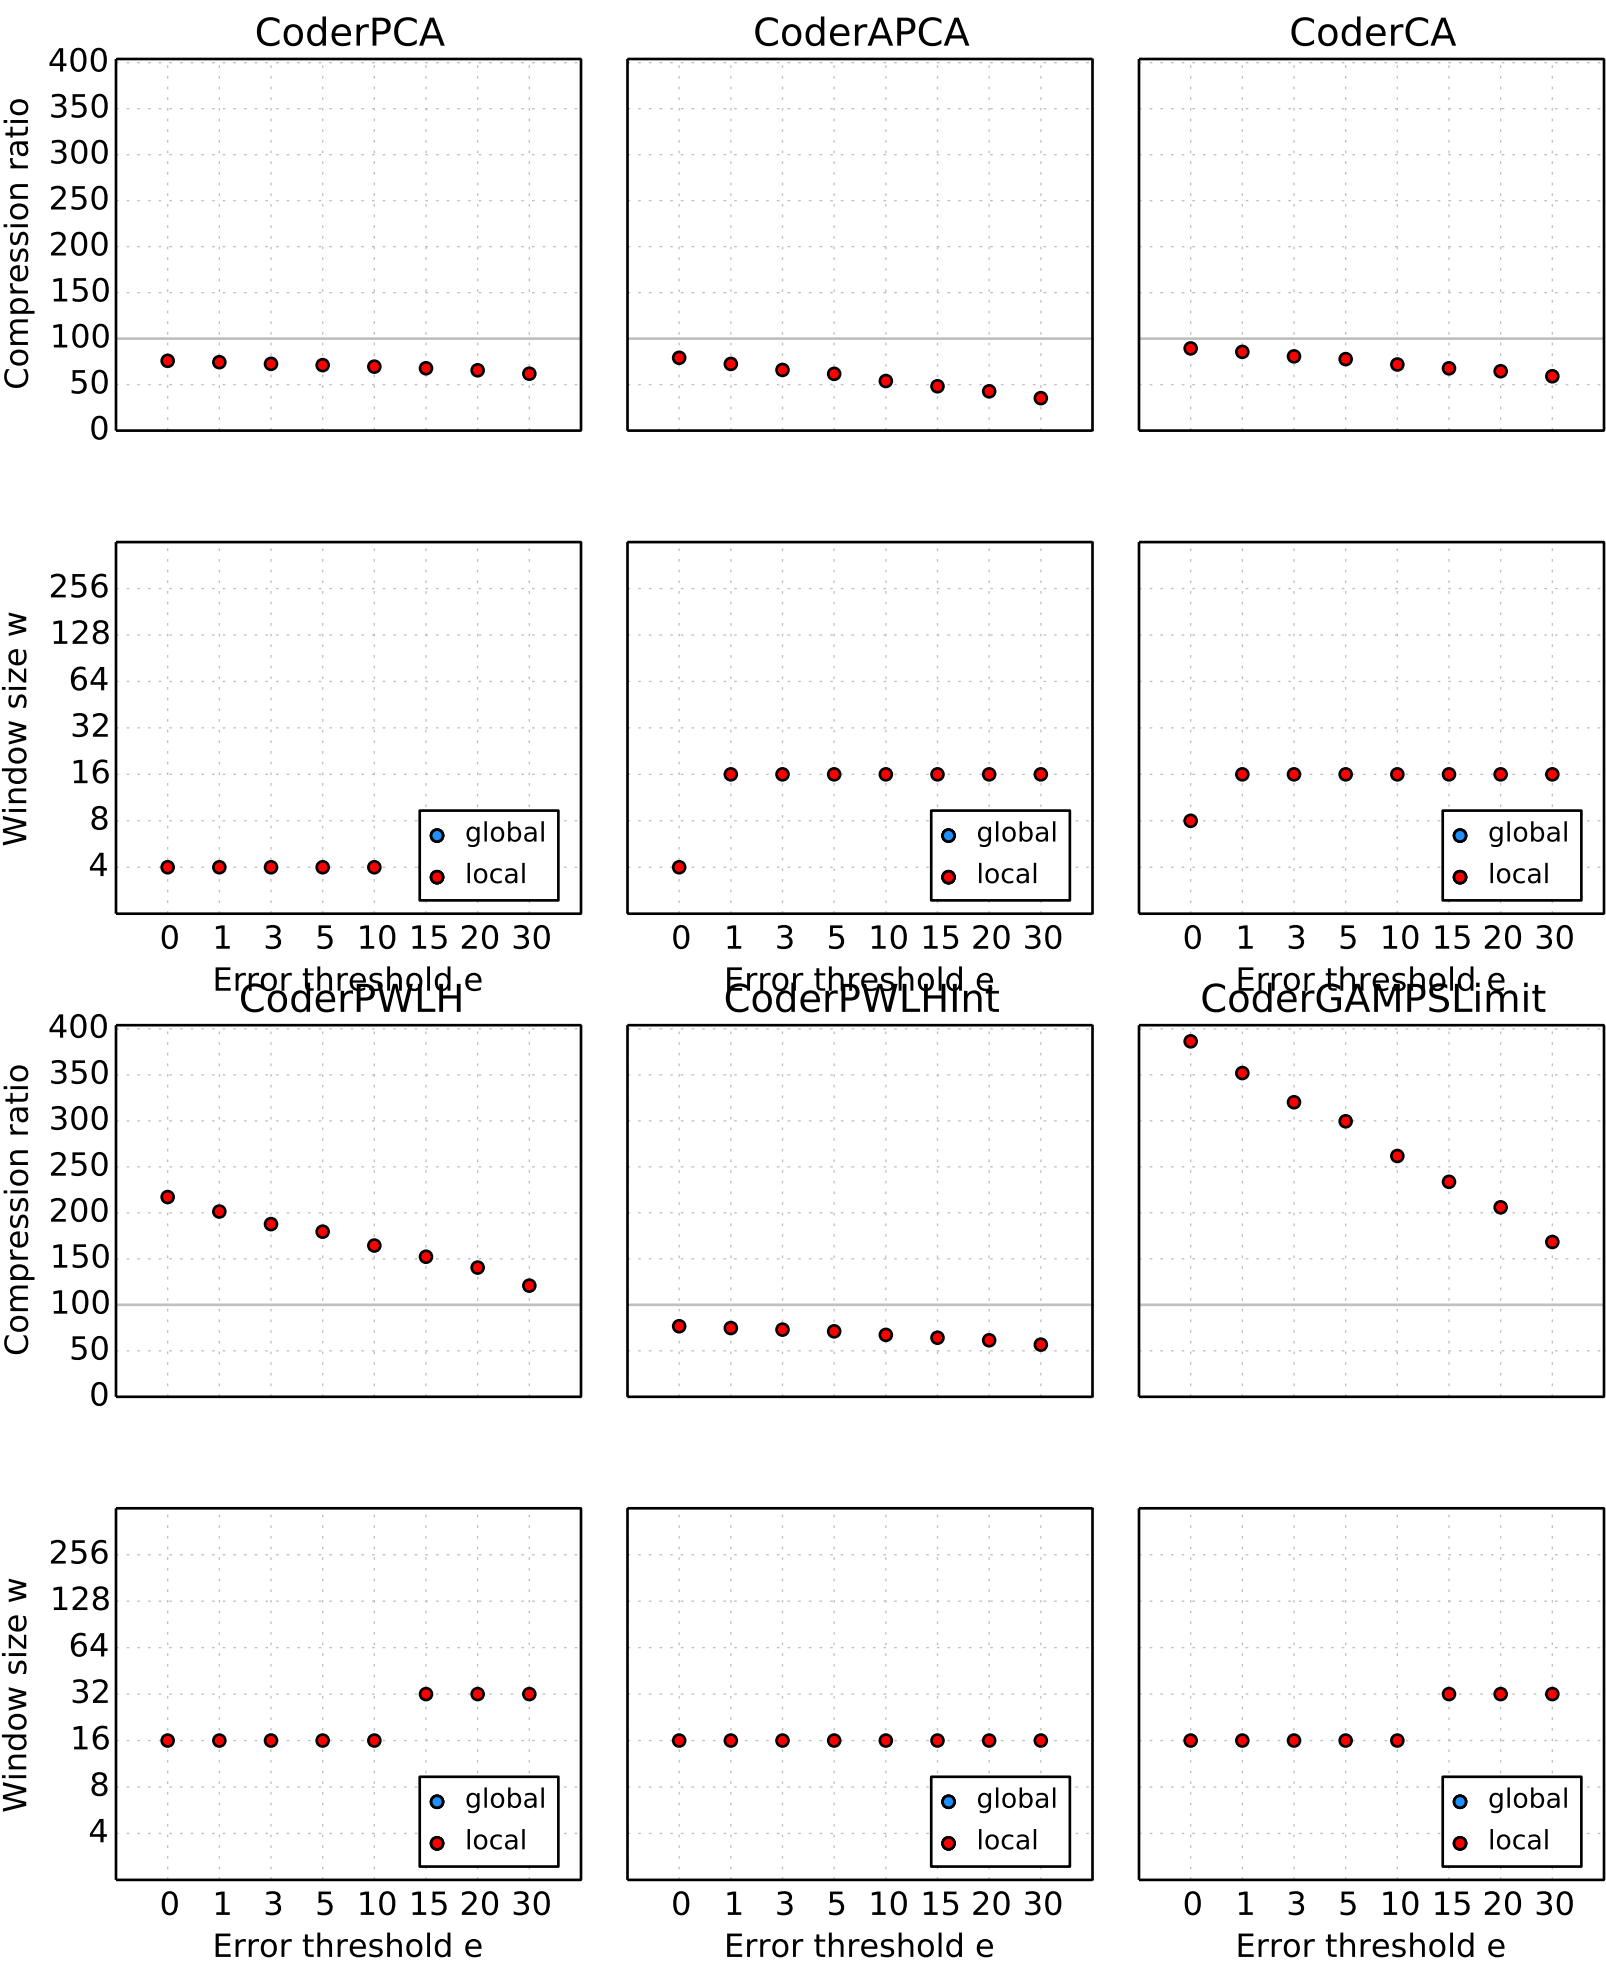 CoderPCA CoderAPCA CoderCA
Compression ratio
400
350
300
250
200
150
100
50
0
Window size w
256
128
64
32
16
8
4
global
local
global
local
global
local
0 1 3 5 10 15 20 30
0 1 3 5 10 15 20 30
0 1 3 5 10 15 20 30
Error threshold e Error threshold e Error threshold e
CoderPWLH CoderPWLHInt CoderGAMPSLimit
Compression ratio
400
350
300
250
200
150
100
50
0
Window size w
256
128
64
32
16
8
4
global
local
global
local
global
local
0 1 3 5 10 15 20 30
0 1 3 5 10 15 20 30
0 1 3 5 10 15 20 30
Error threshold e Error threshold e Error threshold e